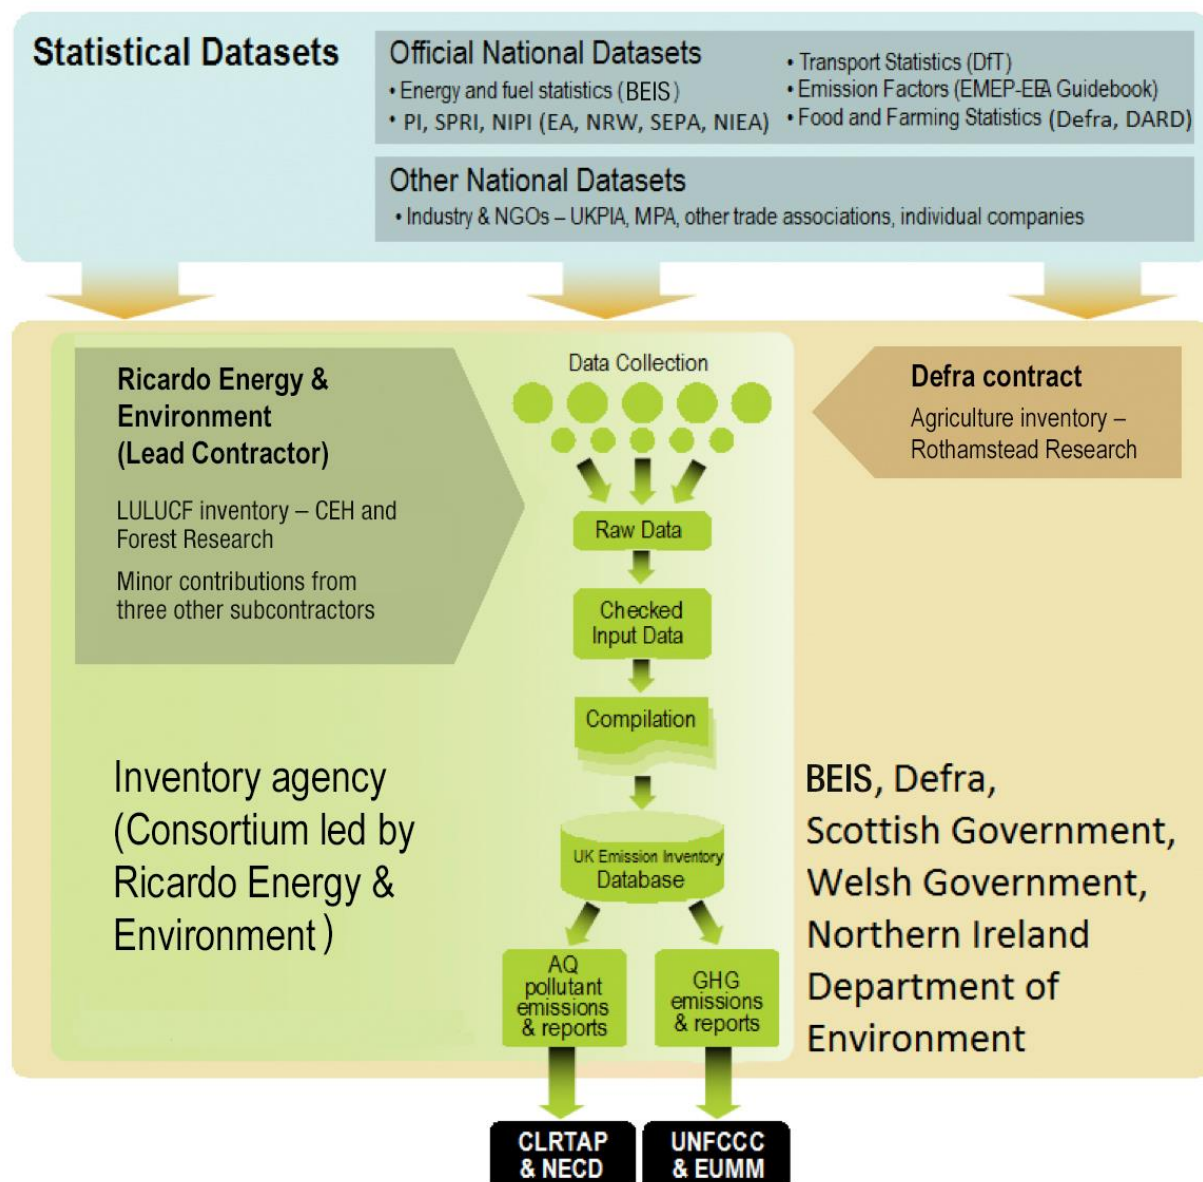 Statistical Datasets
Official National Datasets
• Energy and fuel statistics (BEIS)
• PI, SPRI, NIPI (EA, NRW, SEPA, NIEA)
• Transport Statistics (DfT)
• Emission Factors (EMEP-EEA Guidebook)
• Food and Farming Statistics (Defra, DARD)
Other National Datasets
• Industry & NGOs – UKPIA, MPA, other trade associations, individual companies
Ricardo Energy &
Environment
(Lead Contractor)
LULUCF inventory – CEH and
Forest Research
Minor contributions from
three other subcontractors
Data Collection
Raw Data
Checked
Input Data
Compilation
UK Emission Inventory
Database
AQ
pollutant
emissions
& reports
GHG
emissions
& reports
CLRTAP
& NECD
UNFCCC
& EUMM
Defra contract
Agriculture inventory –
Rothamstead Research
Inventory agency
(Consortium led by
Ricardo Energy &
Environment)
BEIS, Defra,
Scottish Government,
Welsh Government,
Northern Ireland
Department of
Environment